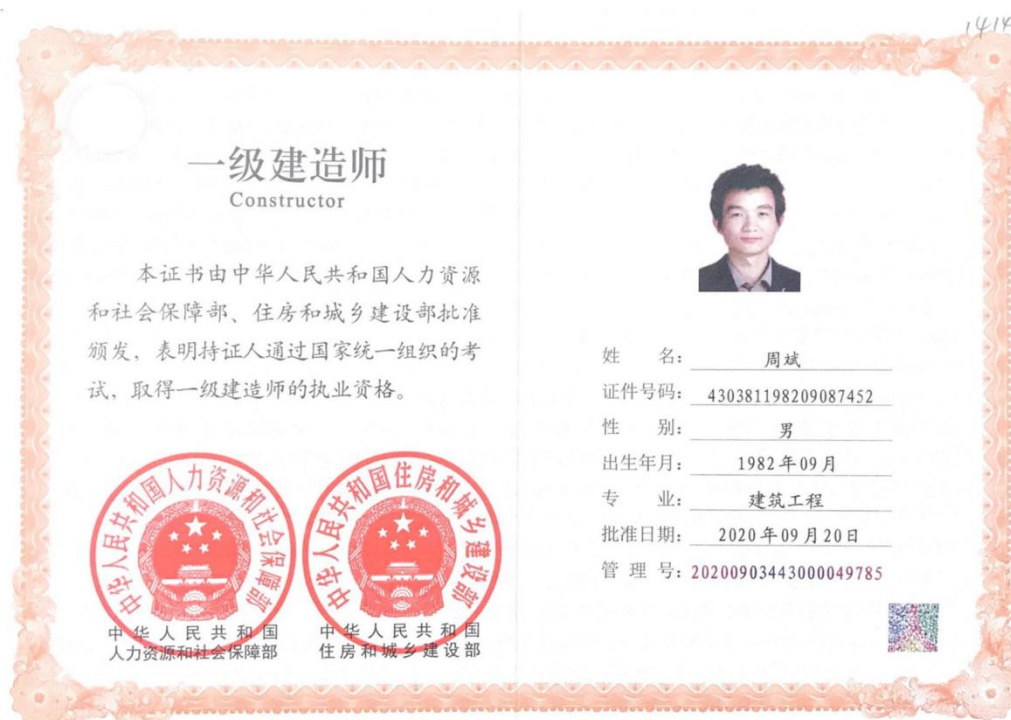 1414
一级建造师
Constructor
本证书由中华人民共和国人力资源
和社会保障部、住房和城乡建设部批准
颁发，表明持证人通过国家统一组织的考
试，取得一级建造师的执业资格。
中华人民共和国人力资源和社会保障部
中华人民共和国住房和城乡建设部
中华人民共和国
人力资源和社会保障部
中华人民共和国
住房和城乡建设部
姓名：周斌
证件号码：430381198209087452
性别：男
出生年月：1982年09月
专业：建筑工程
批准日期：2020年09月20日
管理号：20200903443000049785